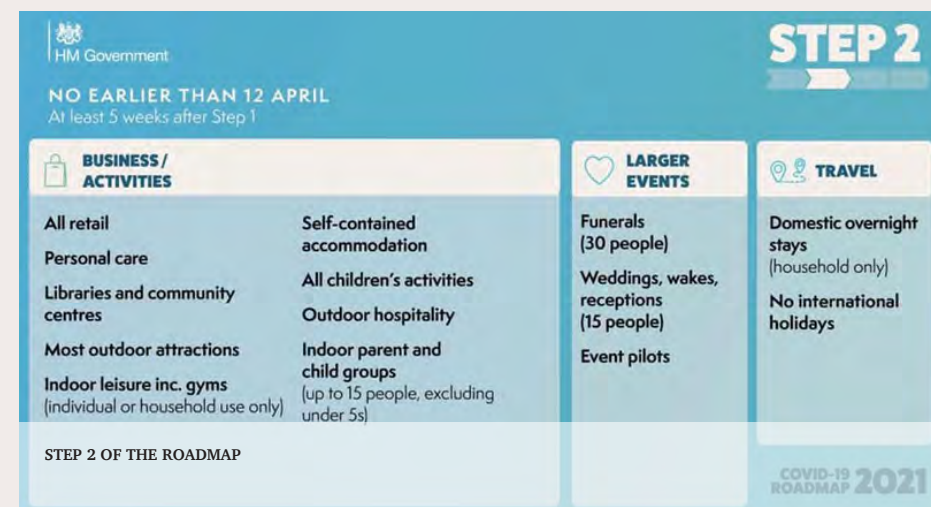 HM Government
STEP 2
NO EARLIER THAN 12 APRIL
At least 5 weeks after Step 1
BUSINESS/
ACTIVITIES
All retail
Personal care
Libraries and community
centres
Most outdoor attractions
Indoor leisure inc. gyms
(individual or household use only)
Self-contained
accommodation
All children's activities
Outdoor hospitality
Indoor parent and
child groups
(up to 15 people, excluding
under 5s)
LARGER
EVENTS
Funerals
(30 people)
Weddings, wakes,
receptions
(15 people)
Event pilots
TRAVEL
Domestic overnight
stays
(household only)
No international
holidays
STEP 2 OF THE ROADMAP
COVID-19
ROADMAP 2021